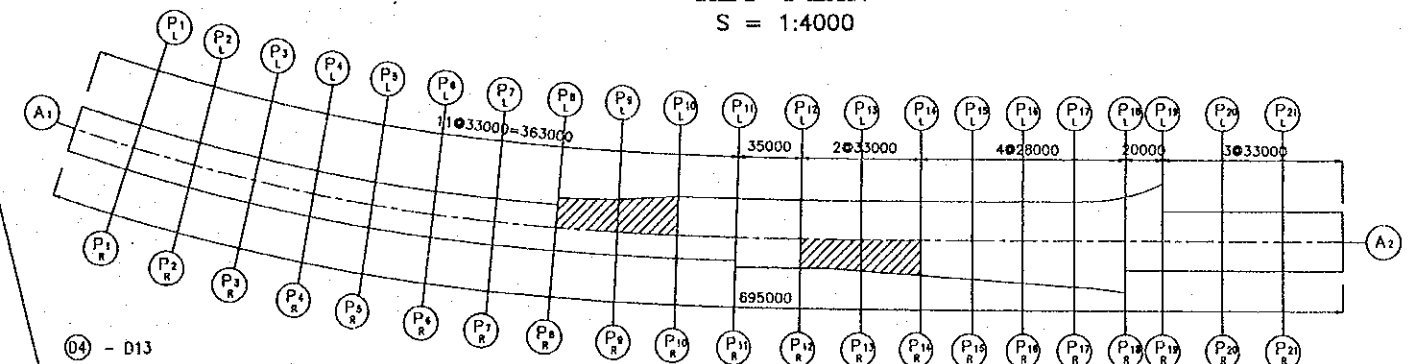 S = 1:4000
P1 L P2 L P3 L P4 L P5 L P6 L P7 L P8 L P9 L P10 L P11 L P12 L P13 L P14 L P15 L P16 L P17 L P18 L P19 L P20 L P21 L
A1
11@33000=363000
35000 2@33000 4@28000 20000 3@33000
A2
695000
P1 R P2 R P3 R P4 R P5 R P6 R P7 R P8 R P9 R P10 R P11 R P12 R P13 R P14 R P15 R P16 R P17 R P18 R P19 R P20 R P21 R
D4 - D13